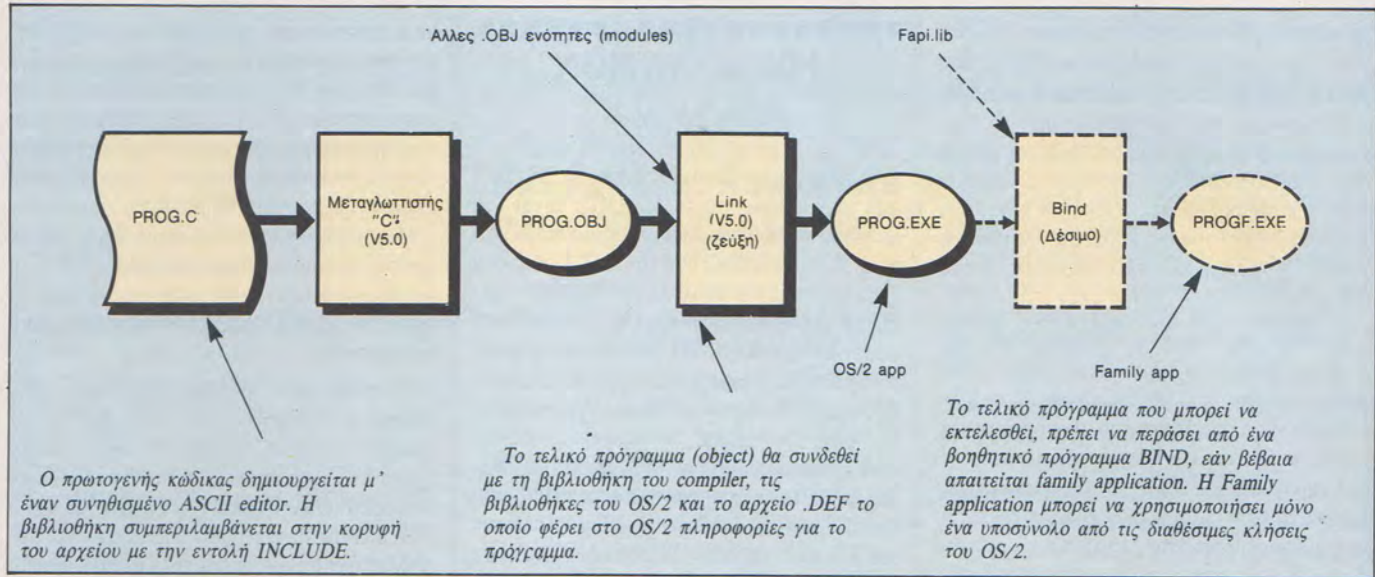 Άλλες .OBJ ενότητες (modules)
Fapi.lib
PROG.C
Μεταγλωττιστής
"C"
(V5.0)
PROG.OBJ
Link
(V5.0)
(ζεύξη)
PROG.EXE
Bind
(Δέσιμο)
PROGF.EXE
OS/2 app
Family app
Ο πρωτογενής κώδικας δημιουργείται μ'
έναν συνηθισμένο ASCII editor. Η
βιβλιοθήκη συμπεριλαμβάνεται στην κορυφή
του αρχείου με την εντολή INCLUDE.
Το τελικό πρόγραμμα (object) θα συνδεθεί
με τη βιβλιοθήκη του compiler, τις
βιβλιοθήκες του OS/2 και το αρχείο .DEF το
οποίο φέρει στο OS/2 πληροφορίες για το
πρόγραμμα.
Το τελικό πρόγραμμα που μπορεί να
εκτελεσθεί, πρέπει να περάσει από ένα
βοηθητικό πρόγραμμα BIND, εάν βέβαια
απαιτείται family application. Η Family
application μπορεί να χρησιμοποιήσει μόνο
ένα υποσύνολο από τις διαθέσιμες κλήσεις
του OS/2.